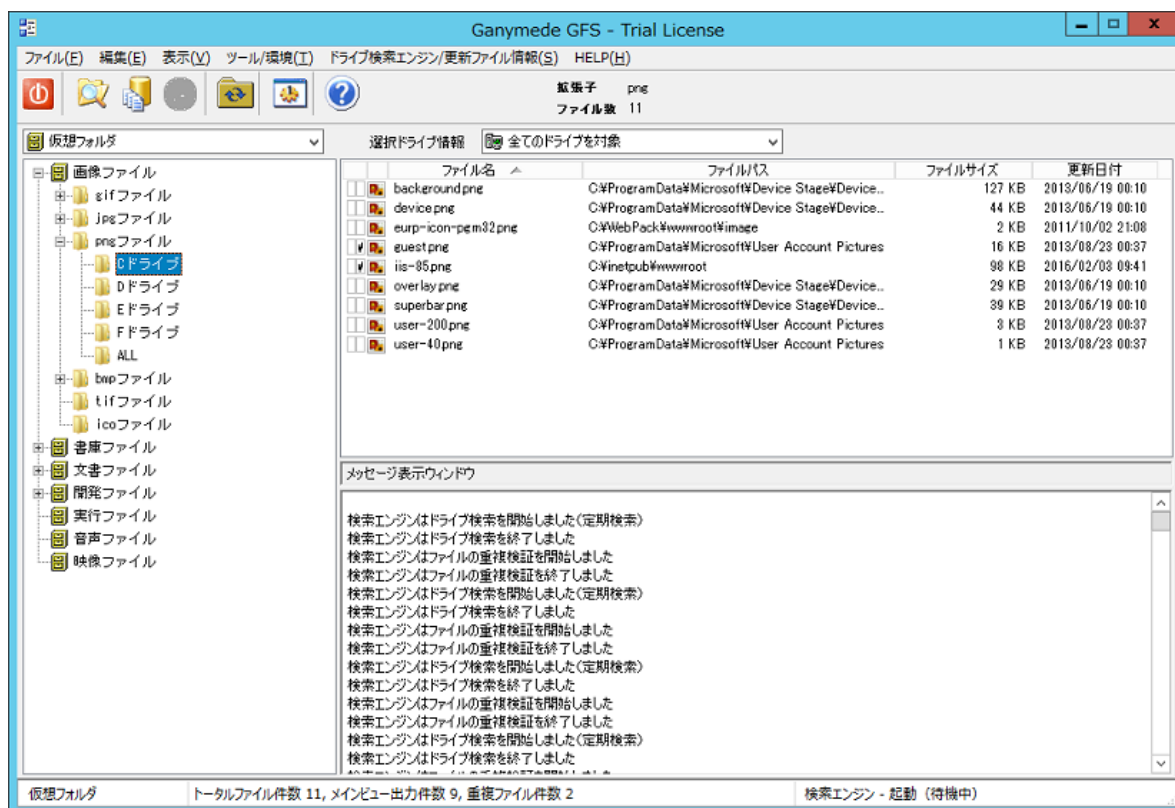 Ganymede GFS - Trial License
ファイル(F) 編集(E) 表示(V) ツール/環境(T) ドライブ検索エンジン/更新ファイル情報(S) HELP(H)
拡張子 png
ファイル数 11
仮想フォルダ 選択ドライブ情報 全てのドライブを対象
画像ファイル
gifファイル
jpgファイル
pngファイル
Cドライブ
Dドライブ
Eドライブ
Fドライブ
ALL
bmpファイル
tifファイル
icoファイル
書庫ファイル
文書ファイル
開発ファイル
実行ファイル
音声ファイル
映像ファイル
ファイル名 ファイルパス ファイルサイズ 更新日付
background.png C:¥ProgramData¥Microsoft¥Device Stage¥Device... 127 KB 2013/06/19 00:10
device.png C:¥ProgramData¥Microsoft¥Device Stage¥Device... 44 KB 2013/06/19 00:10
eurp-icon-pgm32.png C:¥WebPack¥wwwroot¥image 2 KB 2011/10/02 21:08
guest.png C:¥ProgramData¥Microsoft¥User Account Pictures 16 KB 2013/08/23 00:37
iis-85.png C:¥inetpub¥wwwroot 98 KB 2016/02/03 09:41
overlay.png C:¥ProgramData¥Microsoft¥Device Stage¥Device... 29 KB 2013/06/19 00:10
superbar.png C:¥ProgramData¥Microsoft¥Device Stage¥Device... 39 KB 2013/06/19 00:10
user-200.png C:¥ProgramData¥Microsoft¥User Account Pictures 3 KB 2013/08/23 00:37
user-40.png C:¥ProgramData¥Microsoft¥User Account Pictures 1 KB 2013/08/23 00:37
メッセージ表示ウィンドウ
検索エンジンはドライブ検索を開始しました(定期検索)
検索エンジンはドライブ検索を終了しました
検索エンジンはファイルの重複検証を開始しました
検索エンジンはファイルの重複検証を終了しました
検索エンジンはドライブ検索を開始しました(定期検索)
検索エンジンはドライブ検索を終了しました
検索エンジンはファイルの重複検証を開始しました
検索エンジンはファイルの重複検証を終了しました
検索エンジンはドライブ検索を開始しました(定期検索)
検索エンジンはドライブ検索を終了しました
検索エンジンはファイルの重複検証を開始しました
検索エンジンはファイルの重複検証を終了しました
検索エンジンはドライブ検索を開始しました(定期検索)
検索エンジンはドライブ検索を終了しました
仮想フォルダ トータルファイル件数 11, メインビュー出力件数 9, 重複ファイル件数 2 検索エンジン - 起動 (待機中)